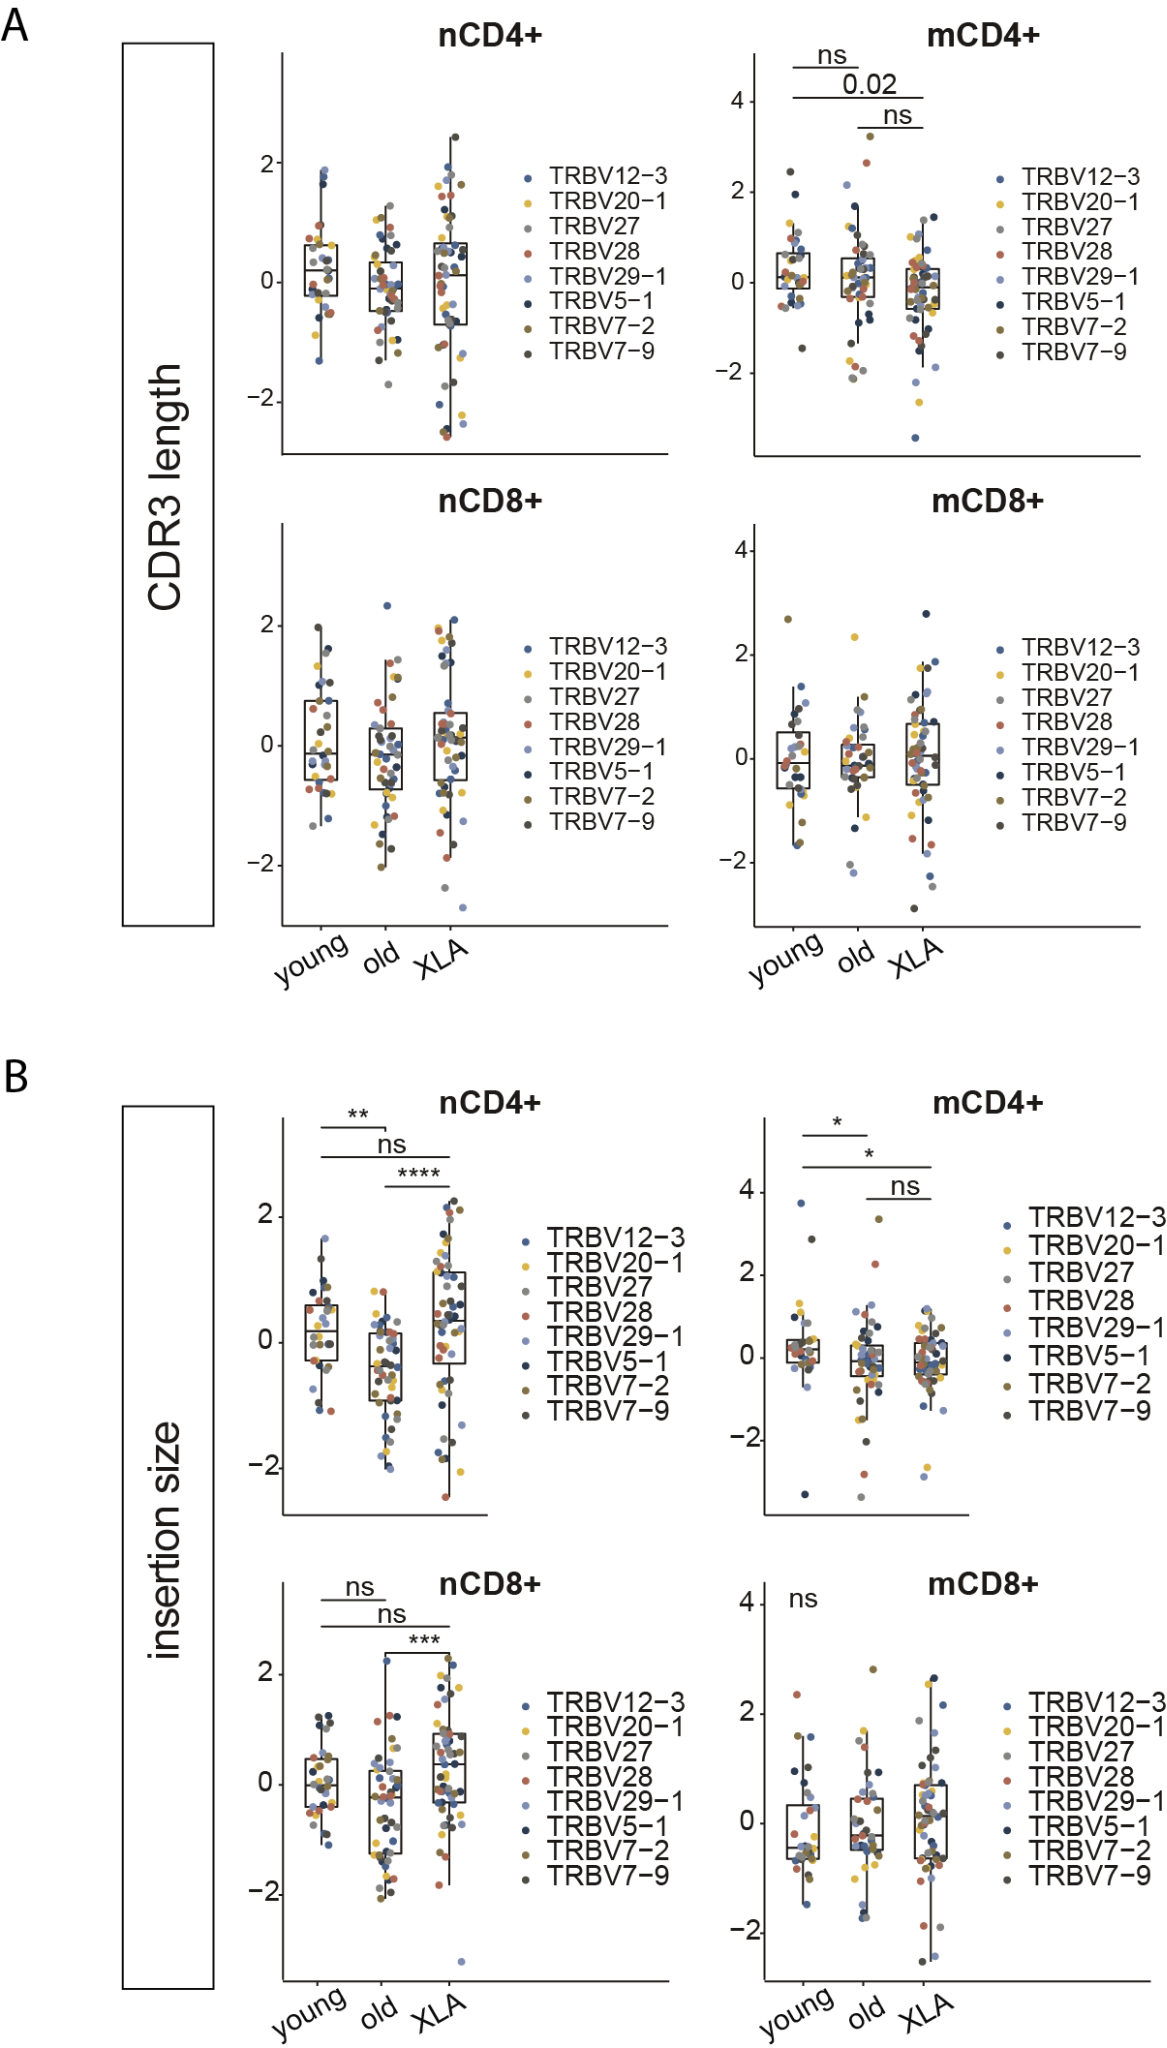 A
CDR3 length
nCD4+
2
0
−2
TRBV12−3
TRBV20−1
TRBV27
TRBV28
TRBV29−1
TRBV5−1
TRBV7−2
TRBV7−9
mCD4+
ns
0.02
ns
4
2
0
−2
TRBV12−3
TRBV20−1
TRBV27
TRBV28
TRBV29−1
TRBV5−1
TRBV7−2
TRBV7−9
nCD8+
2
0
−2
TRBV12−3
TRBV20−1
TRBV27
TRBV28
TRBV29−1
TRBV5−1
TRBV7−2
TRBV7−9
young old XLA
mCD8+
4
2
0
−2
TRBV12−3
TRBV20−1
TRBV27
TRBV28
TRBV29−1
TRBV5−1
TRBV7−2
TRBV7−9
young old XLA
B
insertion size
nCD4+
**
ns
****
2
0
−2
TRBV12−3
TRBV20−1
TRBV27
TRBV28
TRBV29−1
TRBV5−1
TRBV7−2
TRBV7−9
mCD4+
*
*
ns
4
2
0
−2
TRBV12−3
TRBV20−1
TRBV27
TRBV28
TRBV29−1
TRBV5−1
TRBV7−2
TRBV7−9
nCD8+
ns
ns
***
2
0
−2
TRBV12−3
TRBV20−1
TRBV27
TRBV28
TRBV29−1
TRBV5−1
TRBV7−2
TRBV7−9
young old XLA
mCD8+
ns
4
2
0
−2
TRBV12−3
TRBV20−1
TRBV27
TRBV28
TRBV29−1
TRBV5−1
TRBV7−2
TRBV7−9
young old XLA